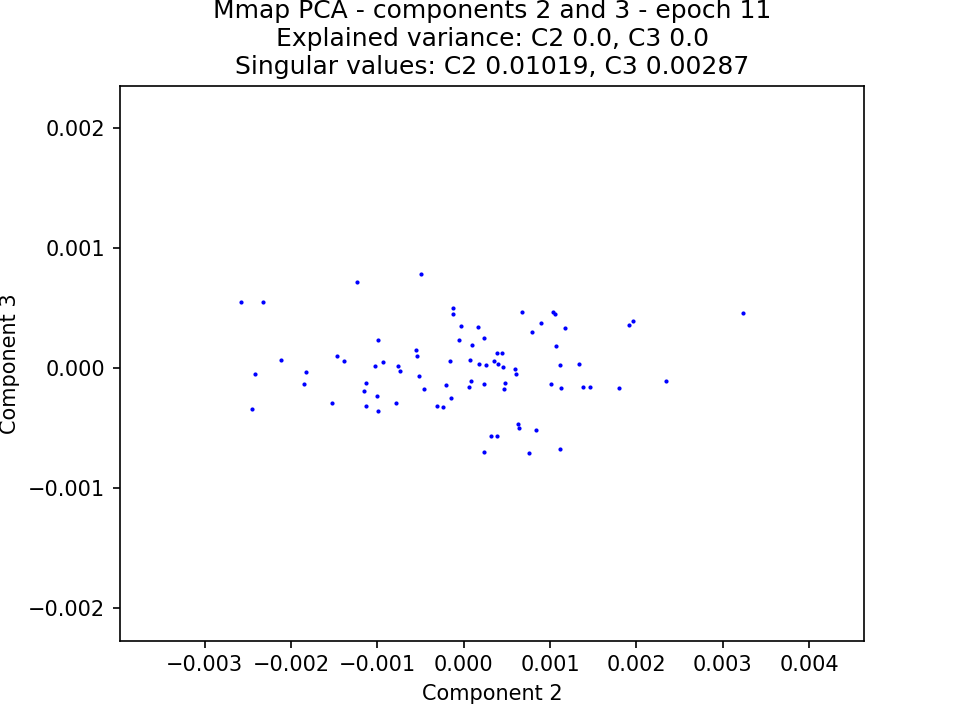 Mmap PCA - components 2 and 3 - epoch 11
Explained variance: C2 0.0, C3 0.0
Singular values: C2 0.01019, C3 0.00287
0.002
0.001
0.000
−0.001
−0.002
Component 3
−0.003 −0.002 −0.001 0.000 0.001 0.002 0.003 0.004
Component 2